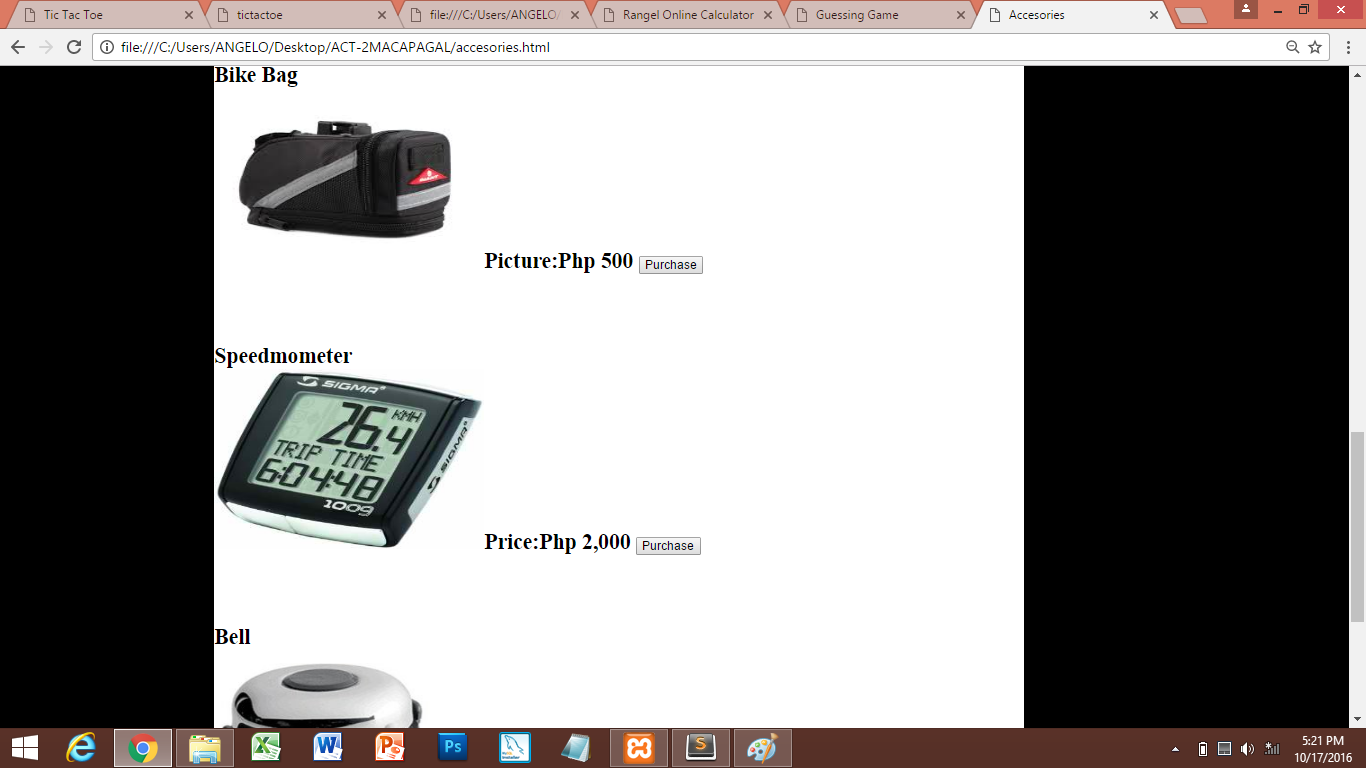 Tic Tac Toe
tictactoe
file:///C:/Users/ANGELO/
Rangel Online Calculator
Guessing Game
Accesories
file:///C:/Users/ANGELO/Desktop/ACT-2MACAPAGAL/accesories.html
Bike Bag
Picture:Php 500 Purchase
Speedmometer
SIGMA
26.4 KMH
TRIP TIME
6:04:48
1009
SIGMA
Price:Php 2,000 Purchase
Bell
5:21 PM
10/17/2016